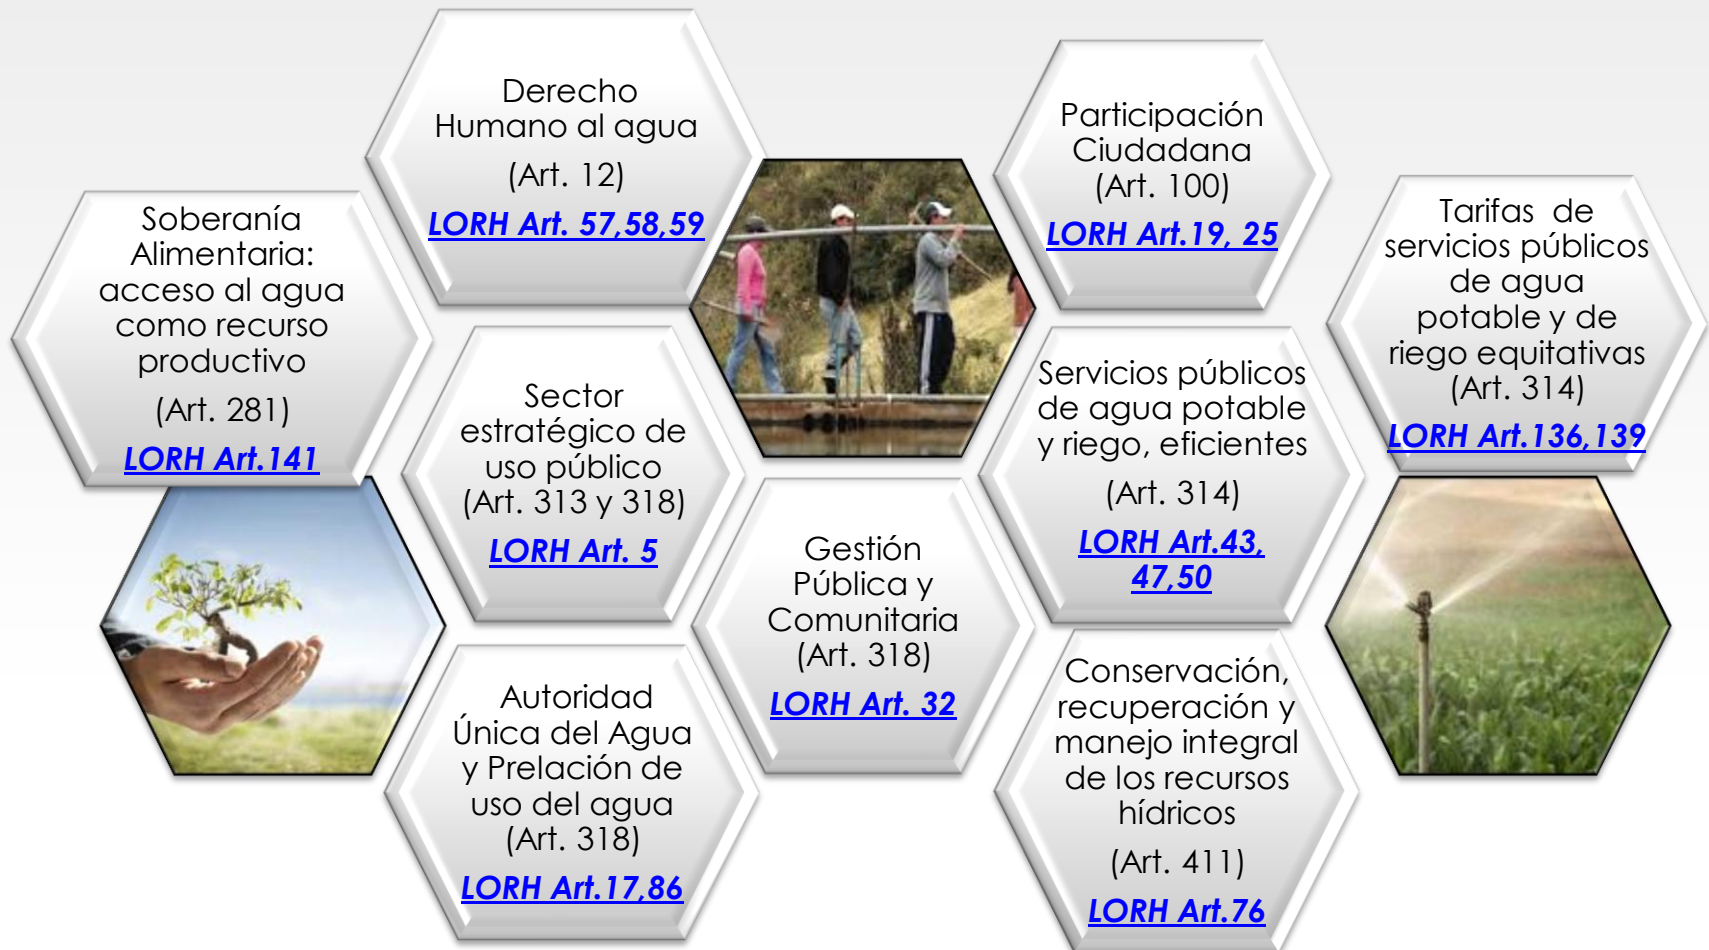 Derecho
Humano al agua
(Art. 12)
LORH Art. 57,58,59
Participación
Ciudadana
(Art. 100)
LORH Art.19, 25
Soberanía
Alimentaria:
acceso al agua
como recurso
productivo
(Art. 281)
LORH Art.141
Tarifas de
servicios públicos
de agua
potable y de
riego equitativas
(Art. 314)
LORH Art.136,139
Sector
estratégico de
uso público
(Art. 313 y 318)
LORH Art. 5
Servicios públicos
de agua potable
y riego, eficientes
(Art. 314)
LORH Art.43,
47,50
Gestión
Pública y
Comunitaria
(Art. 318)
LORH Art. 32
Autoridad
Única del Agua
y Prelación de
uso del agua
(Art. 318)
LORH Art.17,86
Conservación,
recuperación y
manejo integral
de los recursos
hídricos
(Art. 411)
LORH Art.76